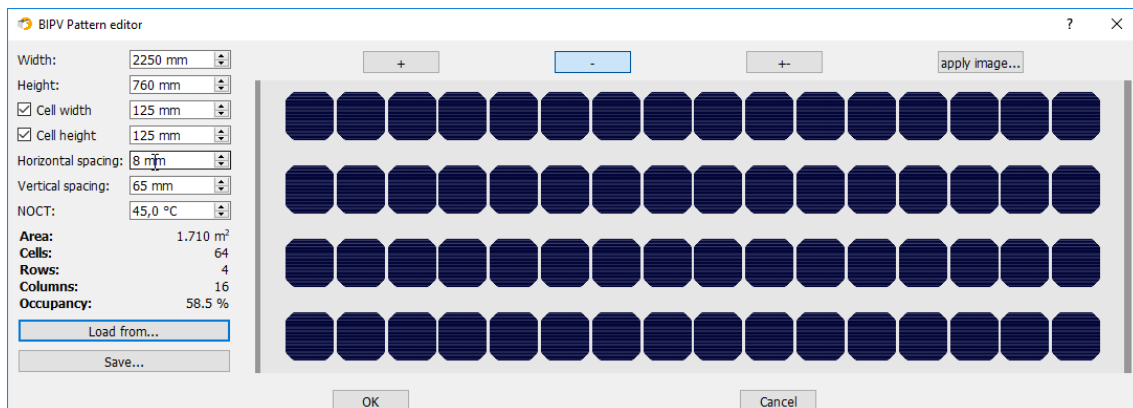 BIPV Pattern editor
? ×
Width: 2250 mm
Height: 760 mm
Cell width 125 mm
Cell height 125 mm
Horizontal spacing: 8 mm
Vertical spacing: 65 mm
NOCT: 45,0 °C
Area: 1.710 m²
Cells: 64
Rows: 4
Columns: 16
Occupancy: 58.5 %
Load from...
Save...
+ - +- apply image...
OK Cancel